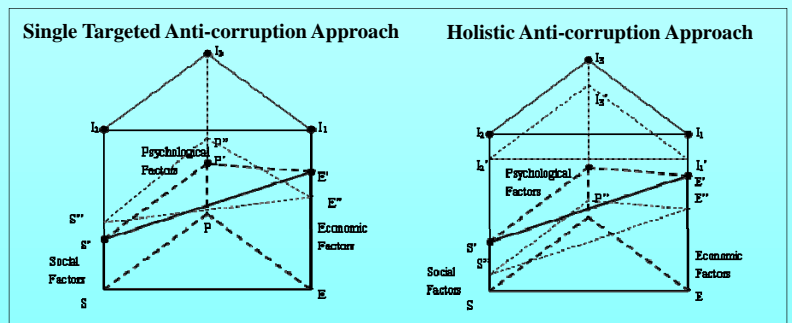 Single Targeted Anti-corruption Approach
I₃
I₂
I₁
P''
Psychological
P'
Factors
E'
E''
S''
P
S'
Economic
Factors
Social
Factors
S
E
Holistic Anti-corruption Approach
I₃
I₃'
I₂
I₁
I₂'
I₁'
Psychological
E'
Factors
P''
E''
S'
S''
Economic
Social
Factors
Factors
S
E